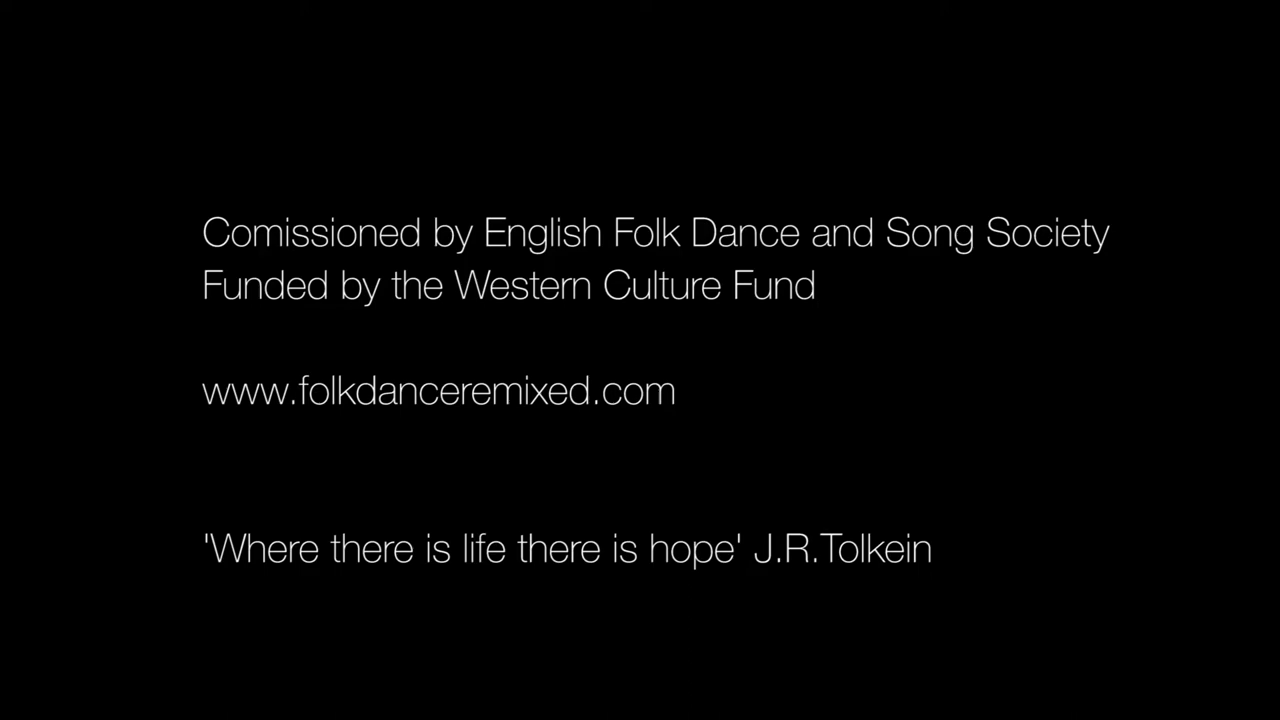 Comissioned by English Folk Dance and Song Society
Funded by the Western Culture Fund
www.folkdanceremixed.com
'Where there is life there is hope' J.R.Tolkein